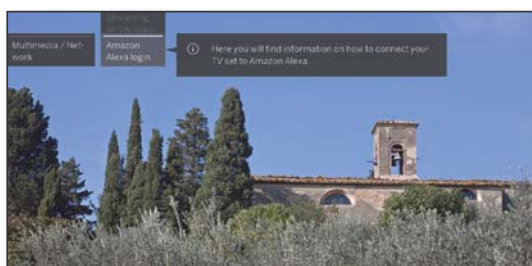 Multimedia / Net-
work
Amazon
Alexa login
Here you will find information on how to connect your
TV set to Amazon Alexa.